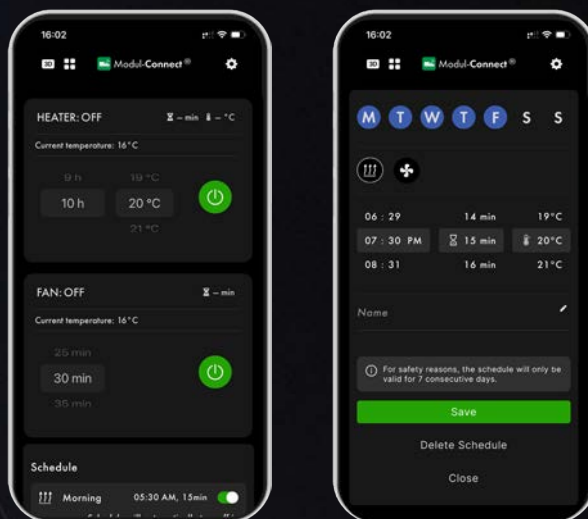 16:02
3D Modul-Connect®
HEATER: OFF – min – °C
Current temperature: 16°C
9 h 19 °C
10 h 20 °C
21 °C
FAN: OFF – min
Current temperature: 16°C
25 min
30 min
35 min
Schedule
Morning 05:30 AM, 15min
16:02
3D Modul-Connect®
M T W T F S S
06 : 29 14 min 19°C
07 : 30 PM 15 min 20°C
08 : 31 16 min 21°C
Name
For safety reasons, the schedule will only be
valid for 7 consecutive days.
Save
Delete Schedule
Close